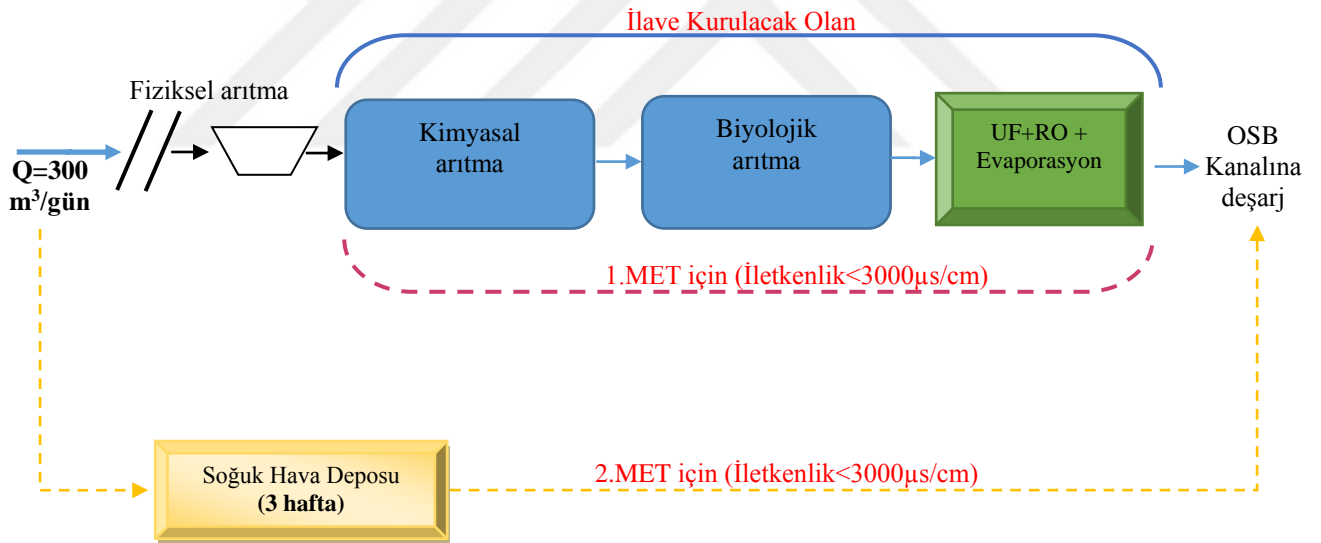 İlave Kurulacak Olan
Fiziksel arıtma
Kimyasal
arıtma
Biyolojik
arıtma
UF+RO +
Evaporasyon
OSB
Kanalına
deşarj
Q=300
m³/gün
1.MET için (İletkenlik<3000µs/cm)
Soğuk Hava Deposu
(3 hafta)
2.MET için (İletkenlik<3000µs/cm)